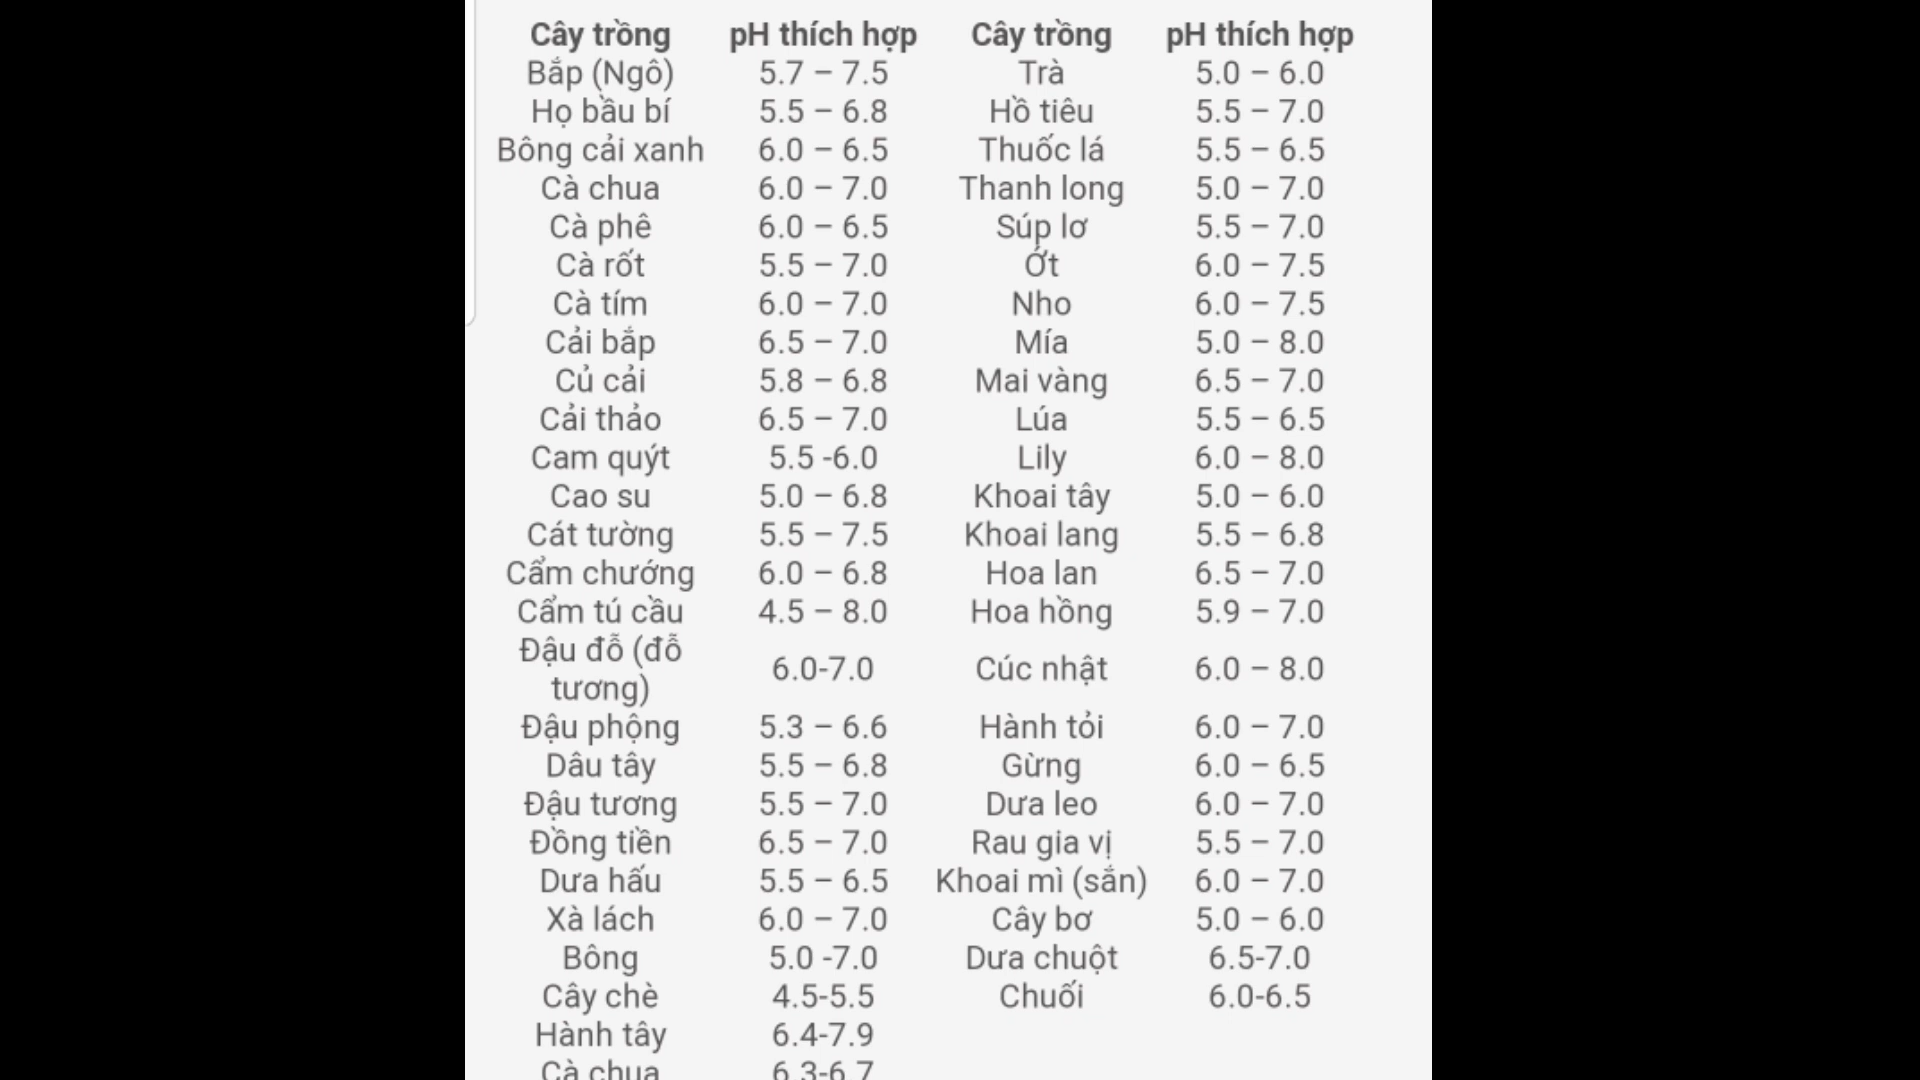 Cây trồng pH thích hợp Cây trồng pH thích hợp
Bắp (Ngô) 5.7 – 7.5 Trà 5.0 – 6.0
Họ bầu bí 5.5 – 6.8 Hồ tiêu 5.5 – 7.0
Bông cải xanh 6.0 – 6.5 Thuốc lá 5.5 – 6.5
Cà chua 6.0 – 7.0 Thanh long 5.0 – 7.0
Cà phê 6.0 – 6.5 Súp lơ 5.5 – 7.0
Cà rốt 5.5 – 7.0 Ớt 6.0 – 7.5
Cà tím 6.0 – 7.0 Nho 6.0 – 7.5
Cải bắp 6.5 – 7.0 Mía 5.0 – 8.0
Củ cải 5.8 – 6.8 Mai vàng 6.5 – 7.0
Cải thảo 6.5 – 7.0 Lúa 5.5 – 6.5
Cam quýt 5.5 -6.0 Lily 6.0 – 8.0
Cao su 5.0 – 6.8 Khoai tây 5.0 – 6.0
Cát tường 5.5 – 7.5 Khoai lang 5.5 – 6.8
Cẩm chướng 6.0 – 6.8 Hoa lan 6.5 – 7.0
Cẩm tú cầu 4.5 – 8.0 Hoa hồng 5.9 – 7.0
Đậu đỗ (đỗ
tương) 6.0-7.0 Cúc nhật 6.0 – 8.0
Đậu phộng 5.3 – 6.6 Hành tỏi 6.0 – 7.0
Dâu tây 5.5 – 6.8 Gừng 6.0 – 6.5
Đậu tương 5.5 – 7.0 Dưa leo 6.0 – 7.0
Đồng tiền 6.5 – 7.0 Rau gia vị 5.5 – 7.0
Dưa hấu 5.5 – 6.5 Khoai mì (sắn) 6.0 – 7.0
Xà lách 6.0 – 7.0 Cây bơ 5.0 – 6.0
Bông 5.0 -7.0 Dưa chuột 6.5-7.0
Cây chè 4.5-5.5 Chuối 6.0-6.5
Hành tây 6.4-7.9
Cà chua 6.3-6.7